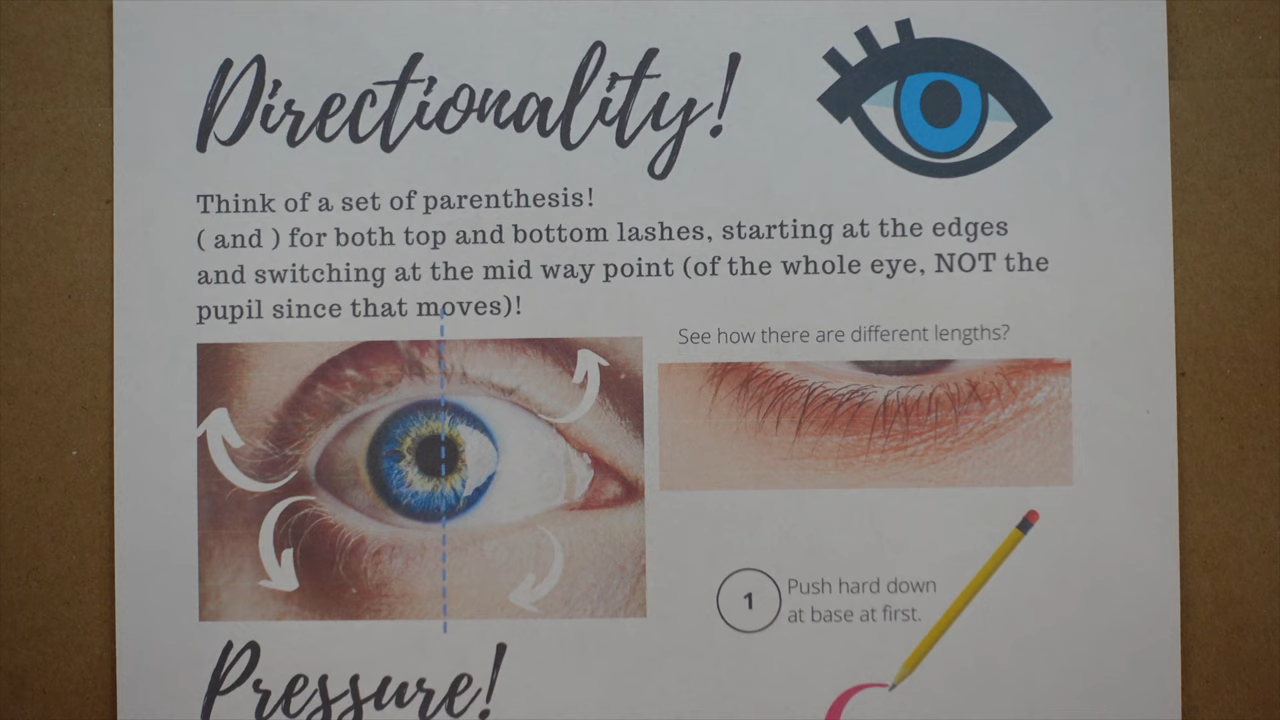 Directionality!
Think of a set of parenthesis!
( and ) for both top and bottom lashes, starting at the edges
and switching at the mid way point (of the whole eye, NOT the
pupil since that moves)!
See how there are different lengths?
1
Push hard down
at base at first.
Pressure!